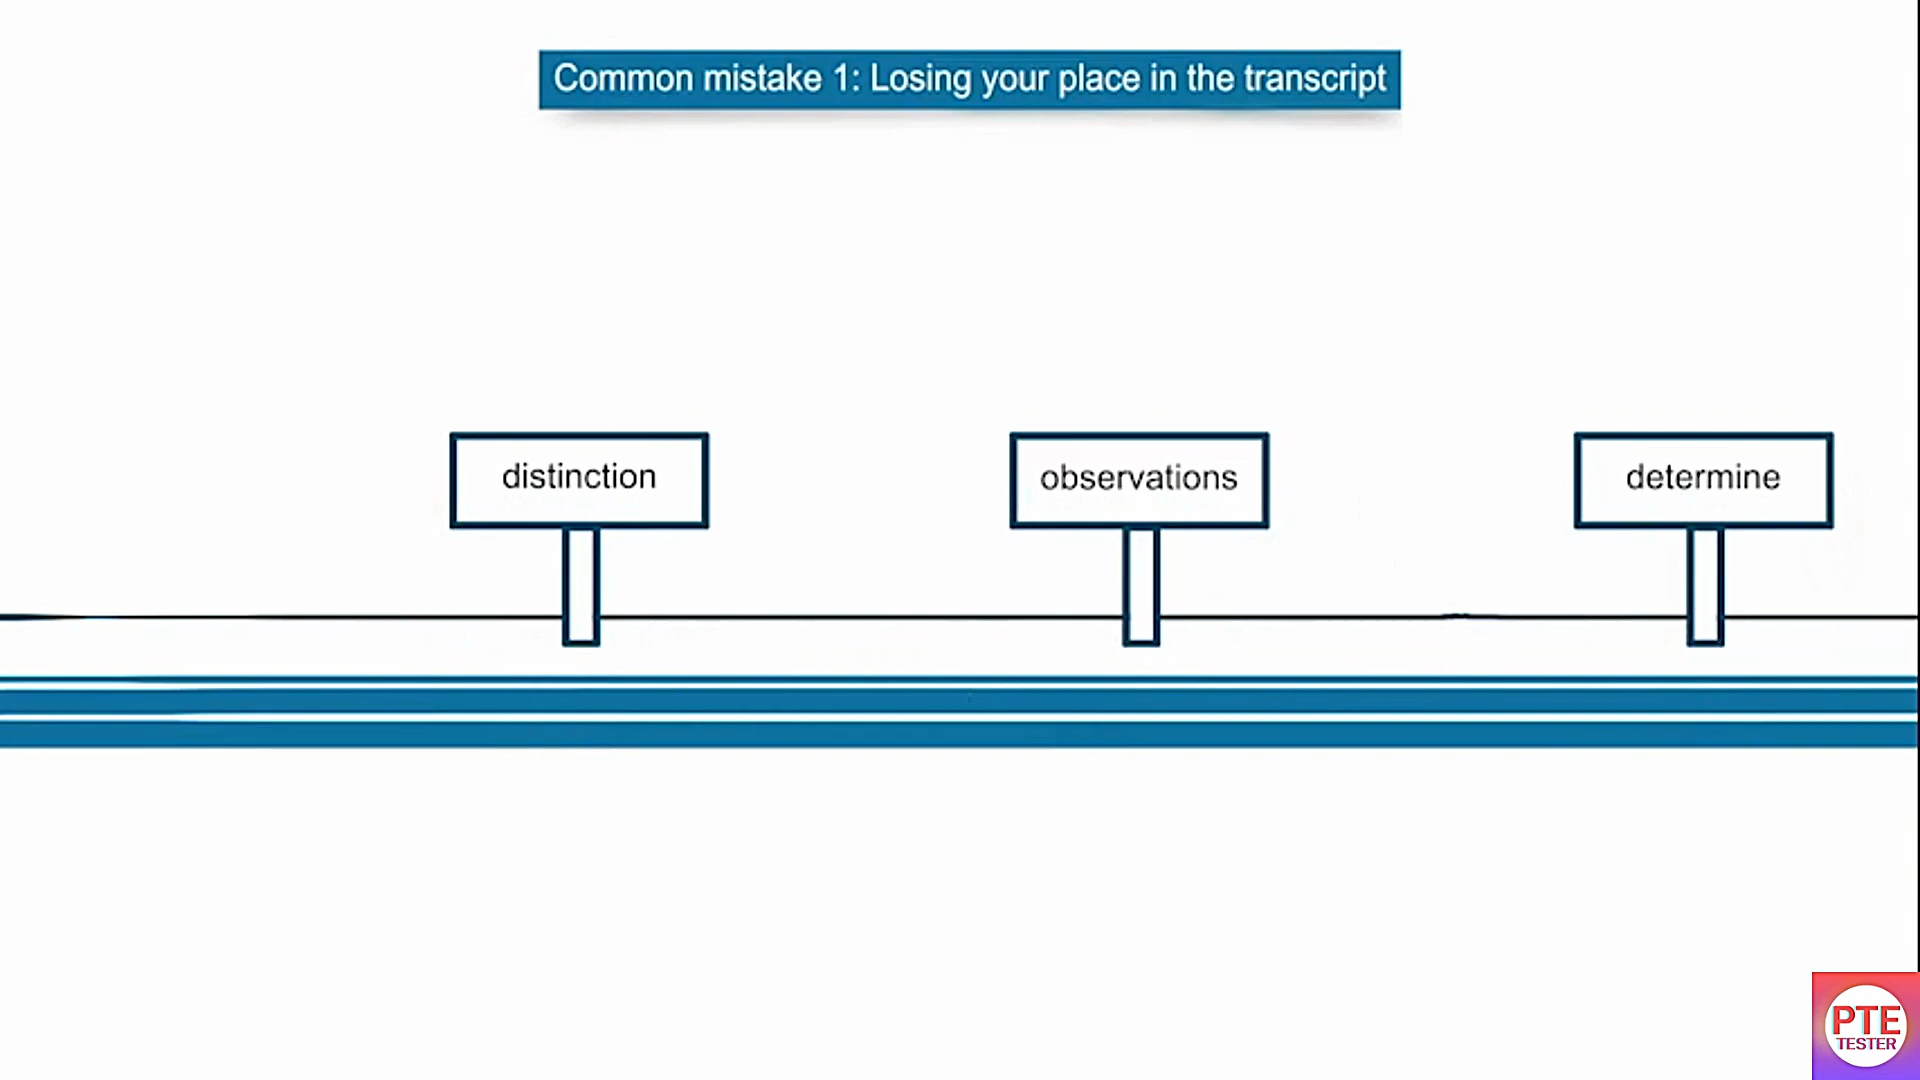 Common mistake 1: Losing your place in the transcript
distinction
observations
determine
PTE
TESTER